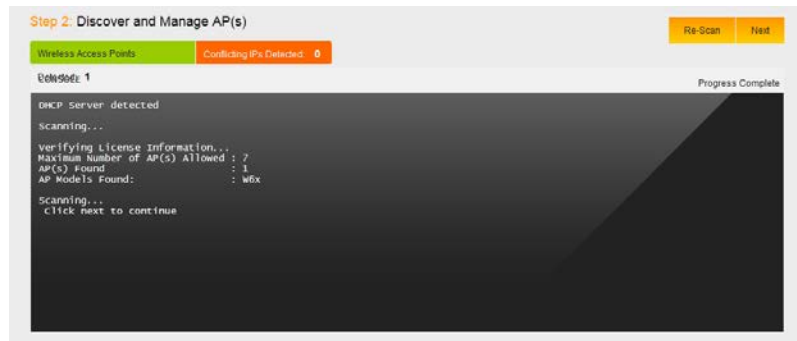 Step 2: Discover and Manage AP(s)
Re-Scan Next
Wireless Access Points Conflicting IPs Detected: 0
1
Progress Complete
DHCP Server detected
Scanning...
Verifying License Information...
Maximum Number of AP(s) Allowed : 7
AP(s) Found : 1
AP Models Found: : W6x
Scanning...
Click next to continue